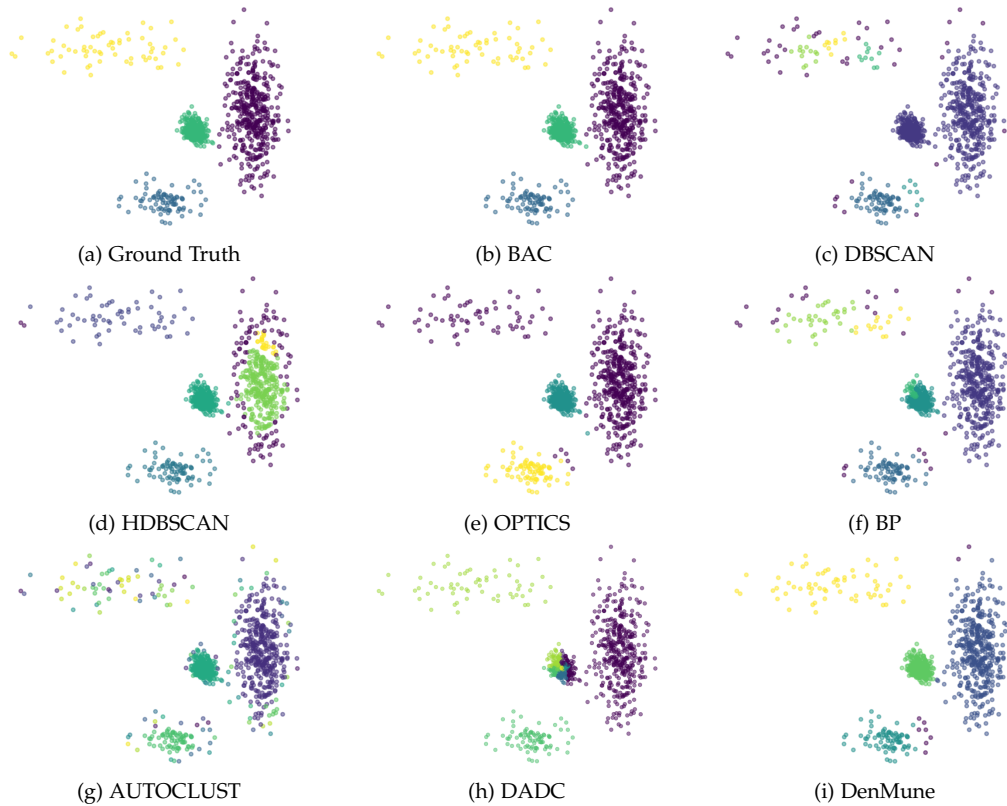 (a) Ground Truth
(b) BAC
(c) DBSCAN
(d) HDBSCAN
(e) OPTICS
(f) BP
(g) AUTOCLUST
(h) DADC
(i) DenMune